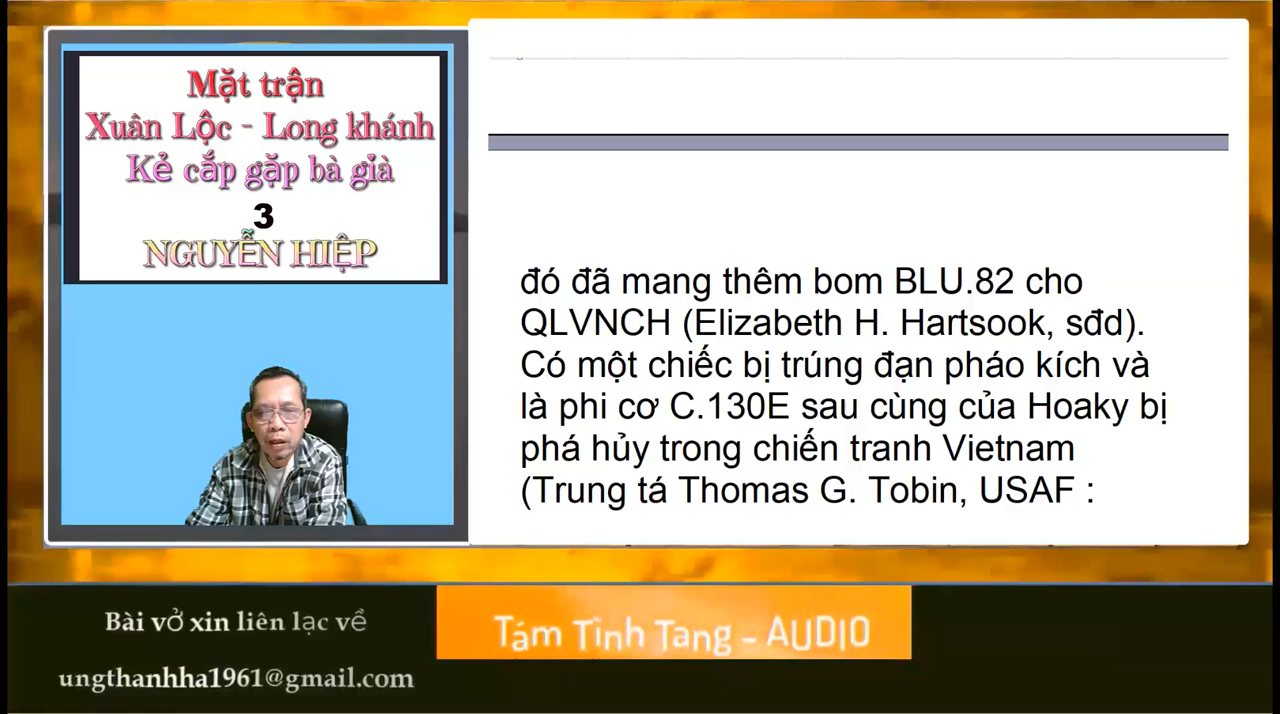 Mặt trận
Xuân Lộc - Long khánh
Kẻ cắp gặp bà già
3
NGUYỄN HIỆP
đó đã mang thêm bom BLU.82 cho
QLVNCH (Elizabeth H. Hartsook, sđd).
Có một chiếc bị trúng đạn pháo kích và
là phi cơ C.130E sau cùng của Hoaky bị
phá hủy trong chiến tranh Vietnam
(Trung tá Thomas G. Tobin, USAF :
Bài vở xin liên lạc về
ungthanhha1961@gmail.com
Tám Tình Tang - AUDIO